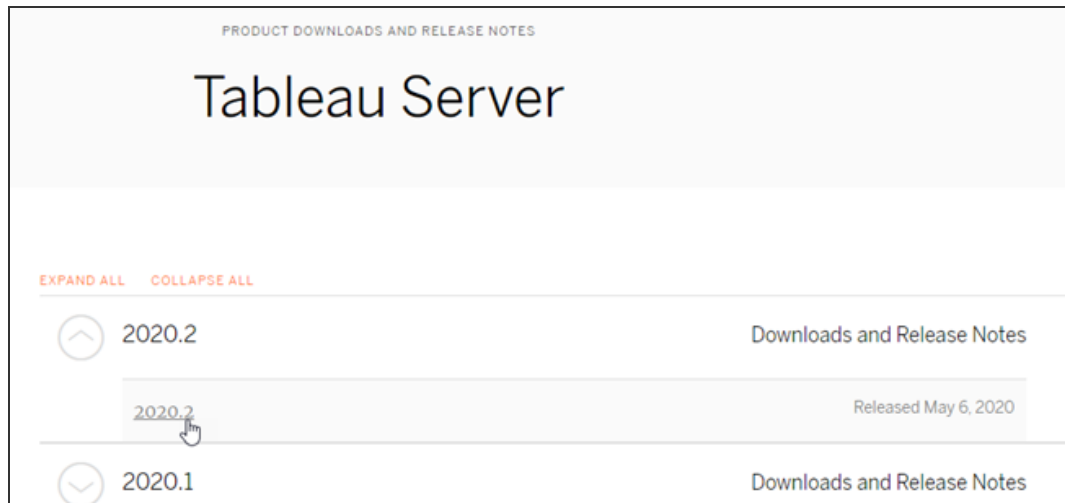 PRODUCT DOWNLOADS AND RELEASE NOTES
Tableau Server
EXPAND ALL COLLAPSE ALL
2020.2 Downloads and Release Notes
2020.2 Released May 6, 2020
2020.1 Downloads and Release Notes